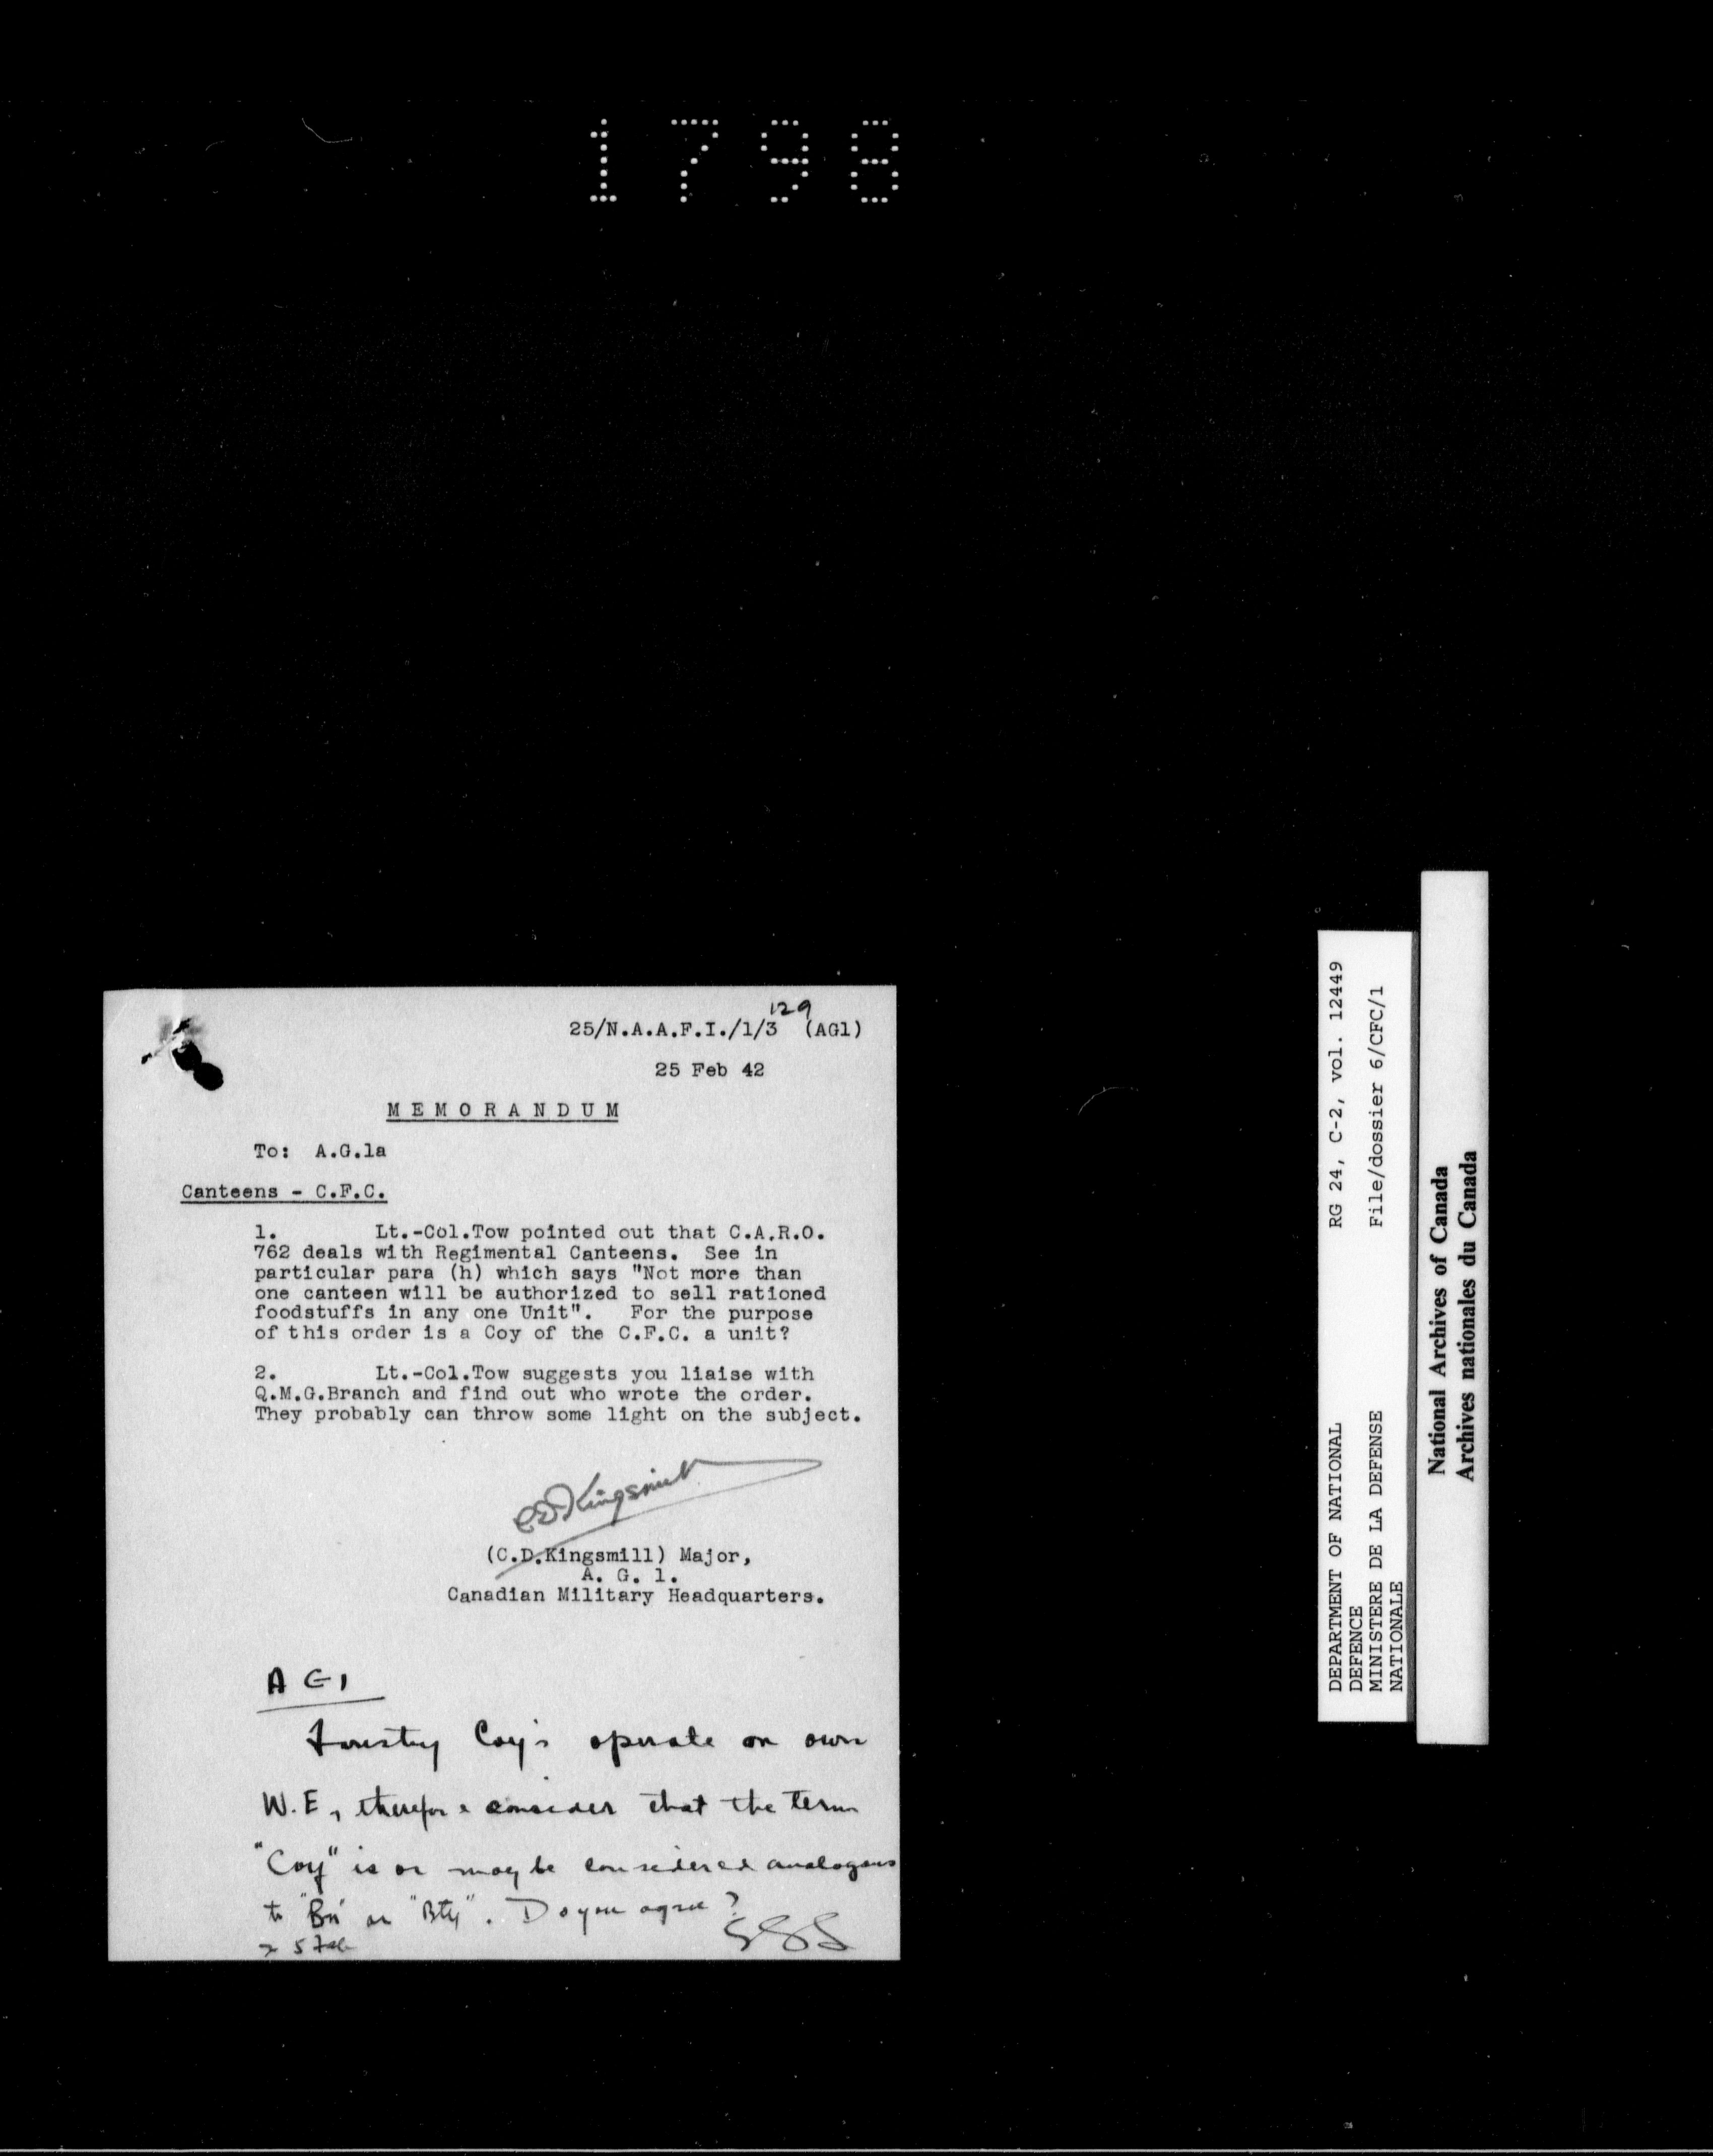 1798
129
25/N.A.A.F.I./1/3 (AG1)
25 Feb 42
MEMORANDUM
To: A.G.1a
Canteens - C.F.C.
1. Lt.-Col.Tow pointed out that C.A.R.O.
762 deals with Regimental Canteens. See in
particular para (h) which says "Not more than
one canteen will be authorized to sell rationed
foodstuffs in any one Unit". For the purpose
of this order is a Coy of the C.F.C. a unit?
2. Lt.-Col.Tow suggests you liaise with
Q.M.G.Branch and find out who wrote the order.
They probably can throw some light on the subject.
CDKingsmill
(C.D.Kingsmill) Major,
A. G. 1.
Canadian Military Headquarters.
AG1
Forestry Coy's operate on own
W.E, therefore consider that the term
"Coy" is or may be considered analogous
to "Bn" or "Bty". Do you agree?
25 Feb
RG 24, C-2, vol. 12449
File/dossier 6/CFC/1
DEPARTMENT OF NATIONAL
DEFENCE
MINISTERE DE LA DEFENSE
NATIONALE
National Archives of Canada
Archives nationales du Canada